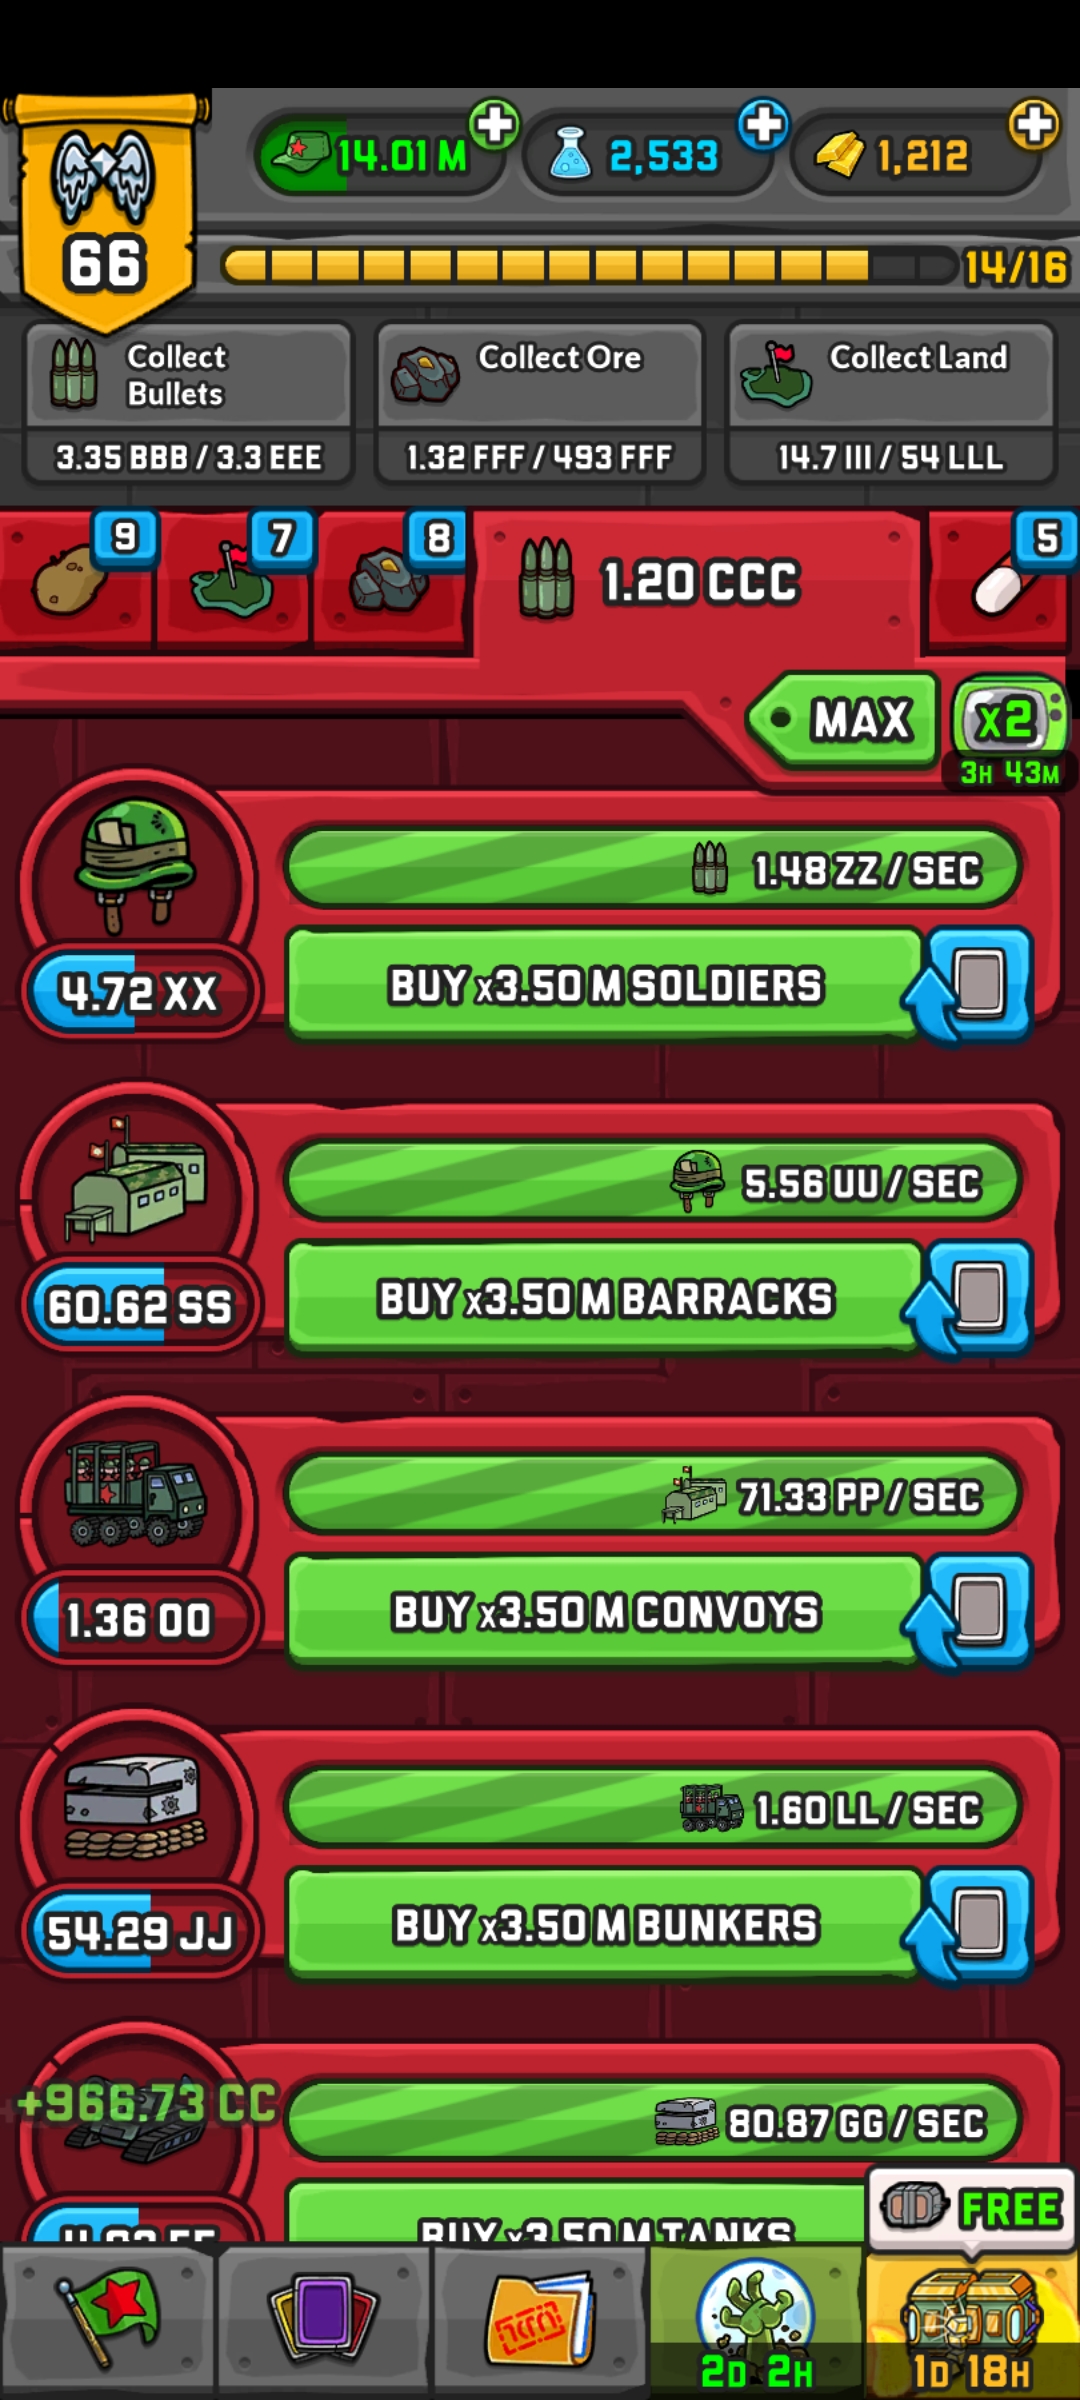 14.01 M
2,533
1,212
66
14/16
Collect
Bullets
Collect Ore
Collect Land
3.35 BBB / 3.3 EEE
1.32 FFF / 493 FFF
14.7 III / 54 LLL
9
7
8
1.20 CCC
5
MAX
x2
3H 43M
1.48 ZZ / SEC
4.72 XX
BUY x3.50 M SOLDIERS
5.56 UU / SEC
60.62 SS
BUY x3.50 M BARRACKS
71.33 PP / SEC
1.36 OO
BUY x3.50 M CONVOYS
1.60 LL / SEC
54.29 JJ
BUY x3.50 M BUNKERS
+966.73 CC
80.87 GG / SEC
BUY x3.50 M TANKS
FREE
2D 2H
1D 18H